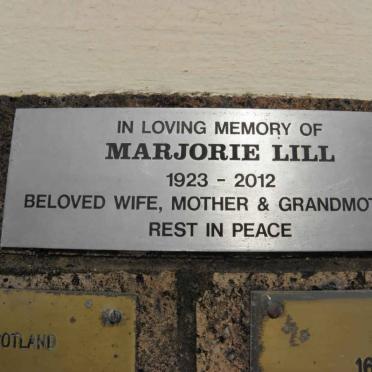 IN LOVING MEMORY OF
MARJORIE LILL
1923 - 2012
BELOVED WIFE, MOTHER & GRANDMOT
REST IN PEACE
OTLAND
16